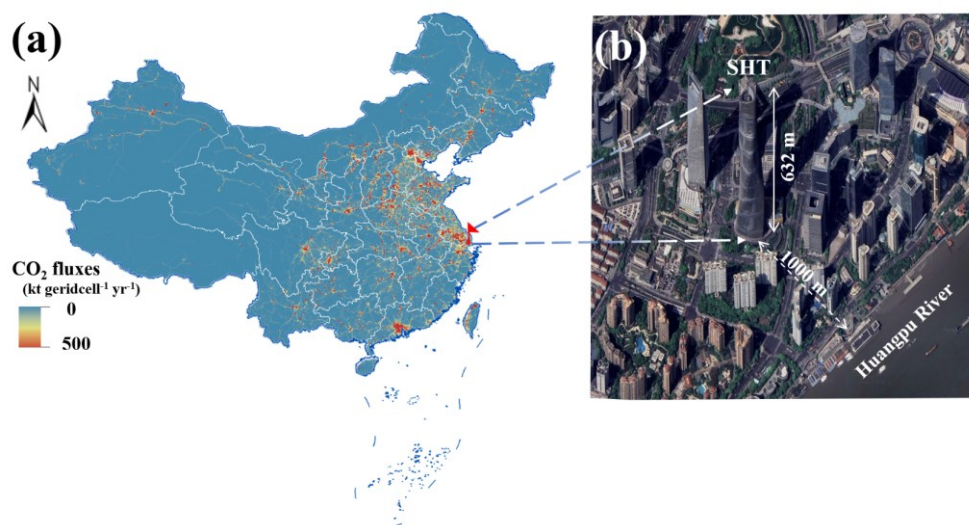 (a)
N
CO₂ fluxes
(kt geridcell⁻¹ yr⁻¹)
0
500
(b)
SHT
632 m
1000 m
Huangpu River